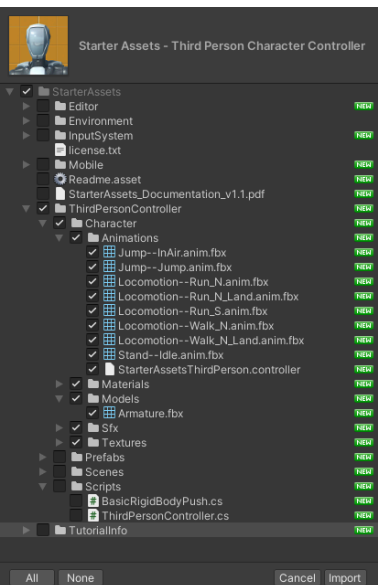 Starter Assets - Third Person Character Controller
StarterAssets
Editor NEW
Environment
InputSystem NEW
license.txt
Mobile NEW
Readme.asset NEW
StarterAssets_Documentation_v1.1.pdf NEW
ThirdPersonController NEW
Character NEW
Animations NEW
Jump--InAir.anim.fbx NEW
Jump--Jump.anim.fbx NEW
Locomotion--Run_N.anim.fbx NEW
Locomotion--Run_N_Land.anim.fbx NEW
Locomotion--Run_S.anim.fbx NEW
Locomotion--Walk_N.anim.fbx NEW
Locomotion--Walk_N_Land.anim.fbx NEW
Stand--Idle.anim.fbx NEW
StarterAssetsThirdPerson.controller NEW
Materials NEW
Models NEW
Armature.fbx NEW
Sfx NEW
Textures NEW
Prefabs NEW
Scenes NEW
Scripts NEW
BasicRigidBodyPush.cs NEW
ThirdPersonController.cs NEW
TutorialInfo NEW
All None Cancel Import